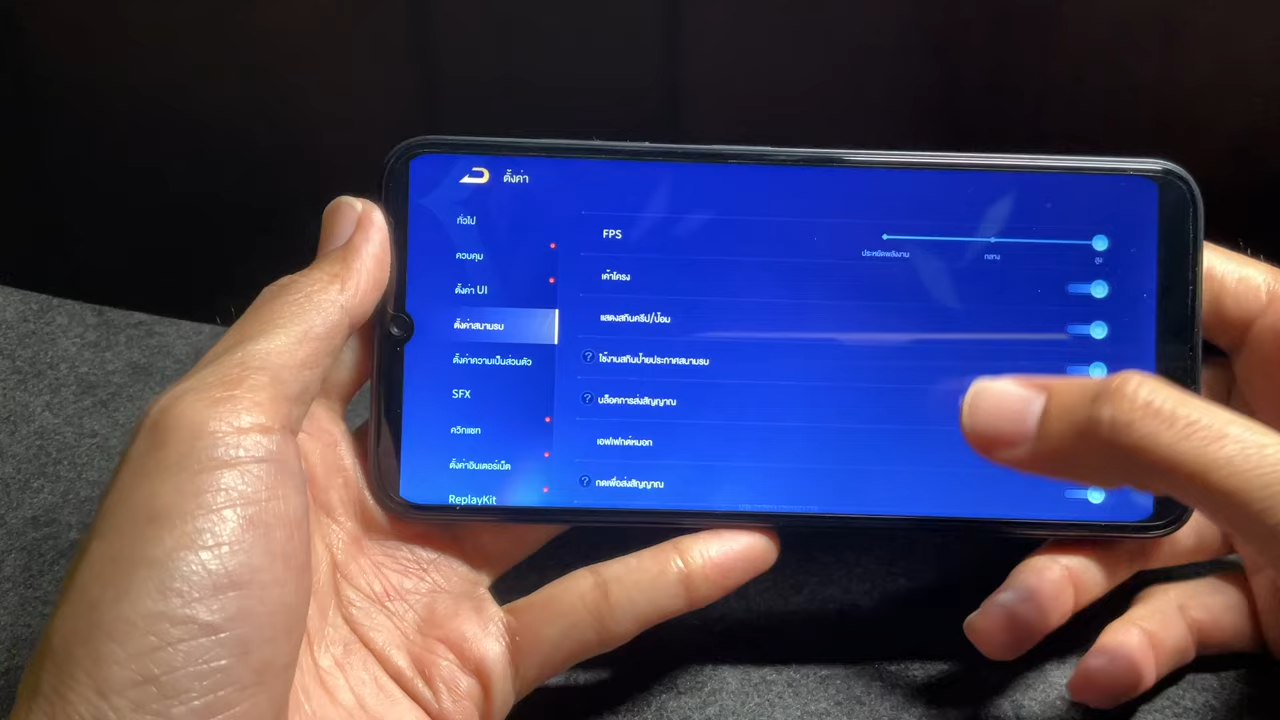 ตั้งค่า
ทั่วไป
ควบคุม
ตั้งค่า UI
ตั้งค่าสนามรบ
ตั้งค่าความเป็นส่วนตัว
SFX
ควิกแชท
ตั้งค่าอินเตอร์เน็ต
ReplayKit
FPS
ประหยัดพลังงาน กลาง สูง
เค้าโครง
แสดงสกินครีป/ป้อม
? ใช้งานสกินป้ายประกาศสนามรบ
? บล็อคการส่งสัญญาณ
เอฟเฟกต์หมอก
? กดเพื่อส่งสัญญาณ